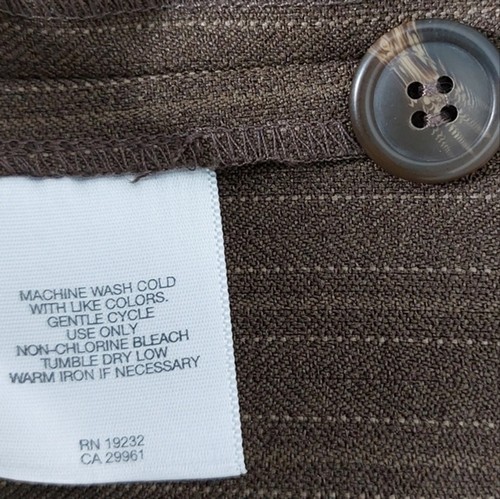 MACHINE WASH COLD
WITH LIKE COLORS.
GENTLE CYCLE
USE ONLY
NON-CHLORINE BLEACH
TUMBLE DRY LOW
WARM IRON IF NECESSARY
RN 19232
CA 29961